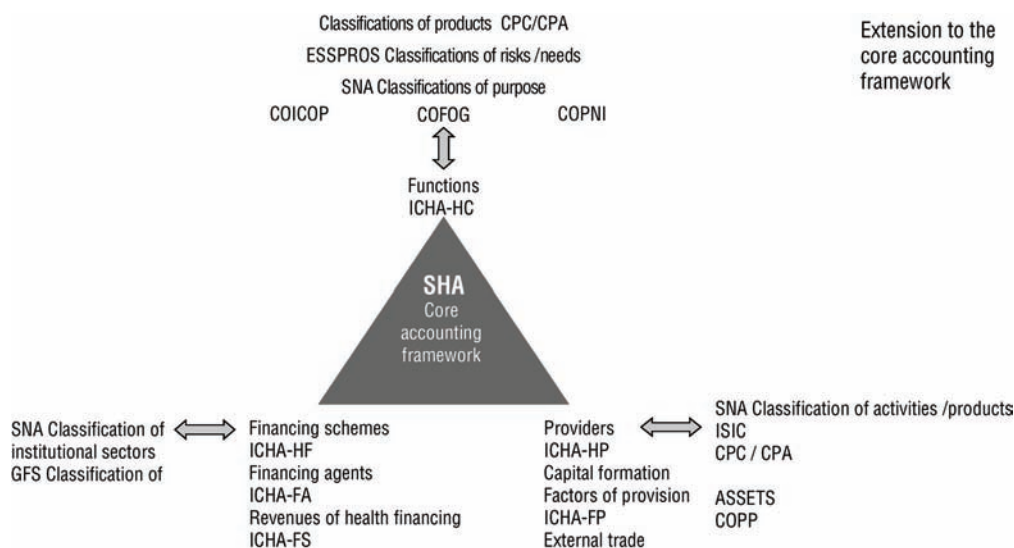 Classifications of products CPC/CPA
Extension to the
core accounting
framework
ESSPROS Classifications of risks /needs
SNA Classifications of purpose
COICOP COFOG COPNI
Functions
ICHA-HC
SHA
Core
accounting
framework
SNA Classification of
institutional sectors
GFS Classification of
Financing schemes
ICHA-HF
Financing agents
ICHA-FA
Revenues of health financing
ICHA-FS
Providers
ICHA-HP
Capital formation
Factors of provision
ICHA-FP
External trade
SNA Classification of activities /products
ISIC
CPC / CPA
ASSETS
COPP